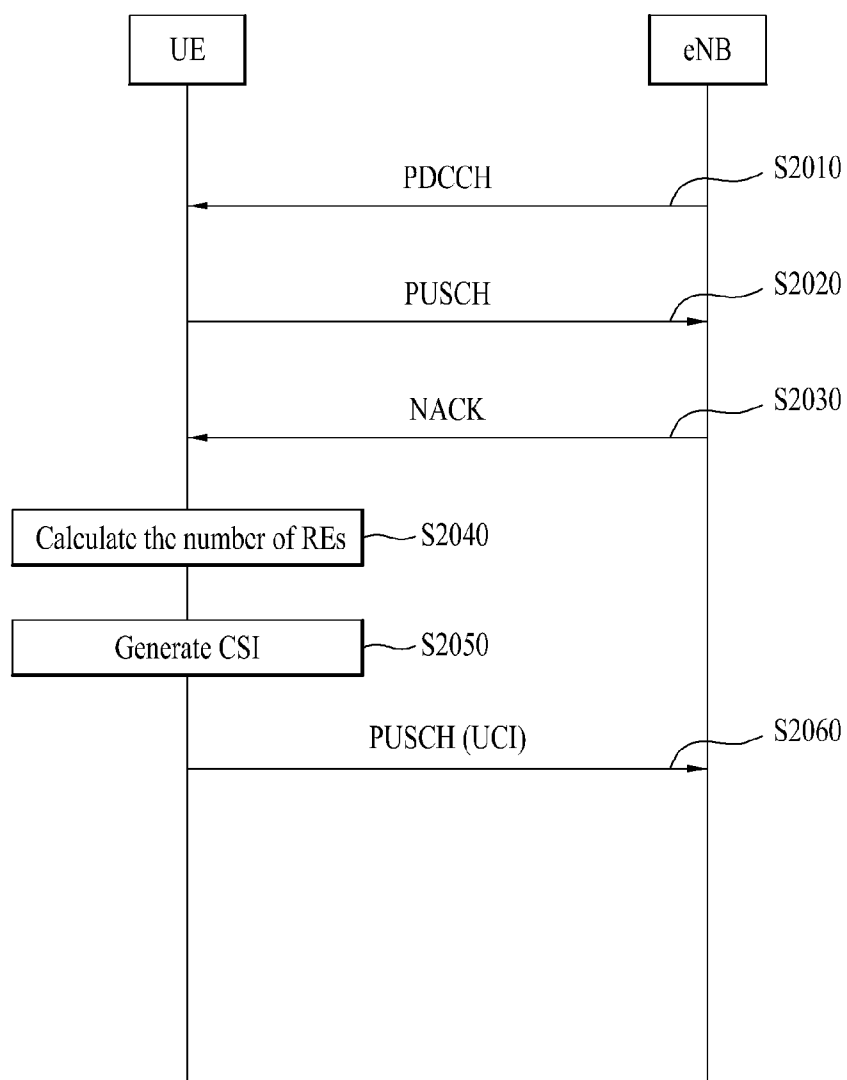 UE
eNB
PDCCH
S2010
PUSCH
S2020
NACK
S2030
Calculate the number of REs
S2040
Generate CSI
S2050
PUSCH (UCI)
S2060